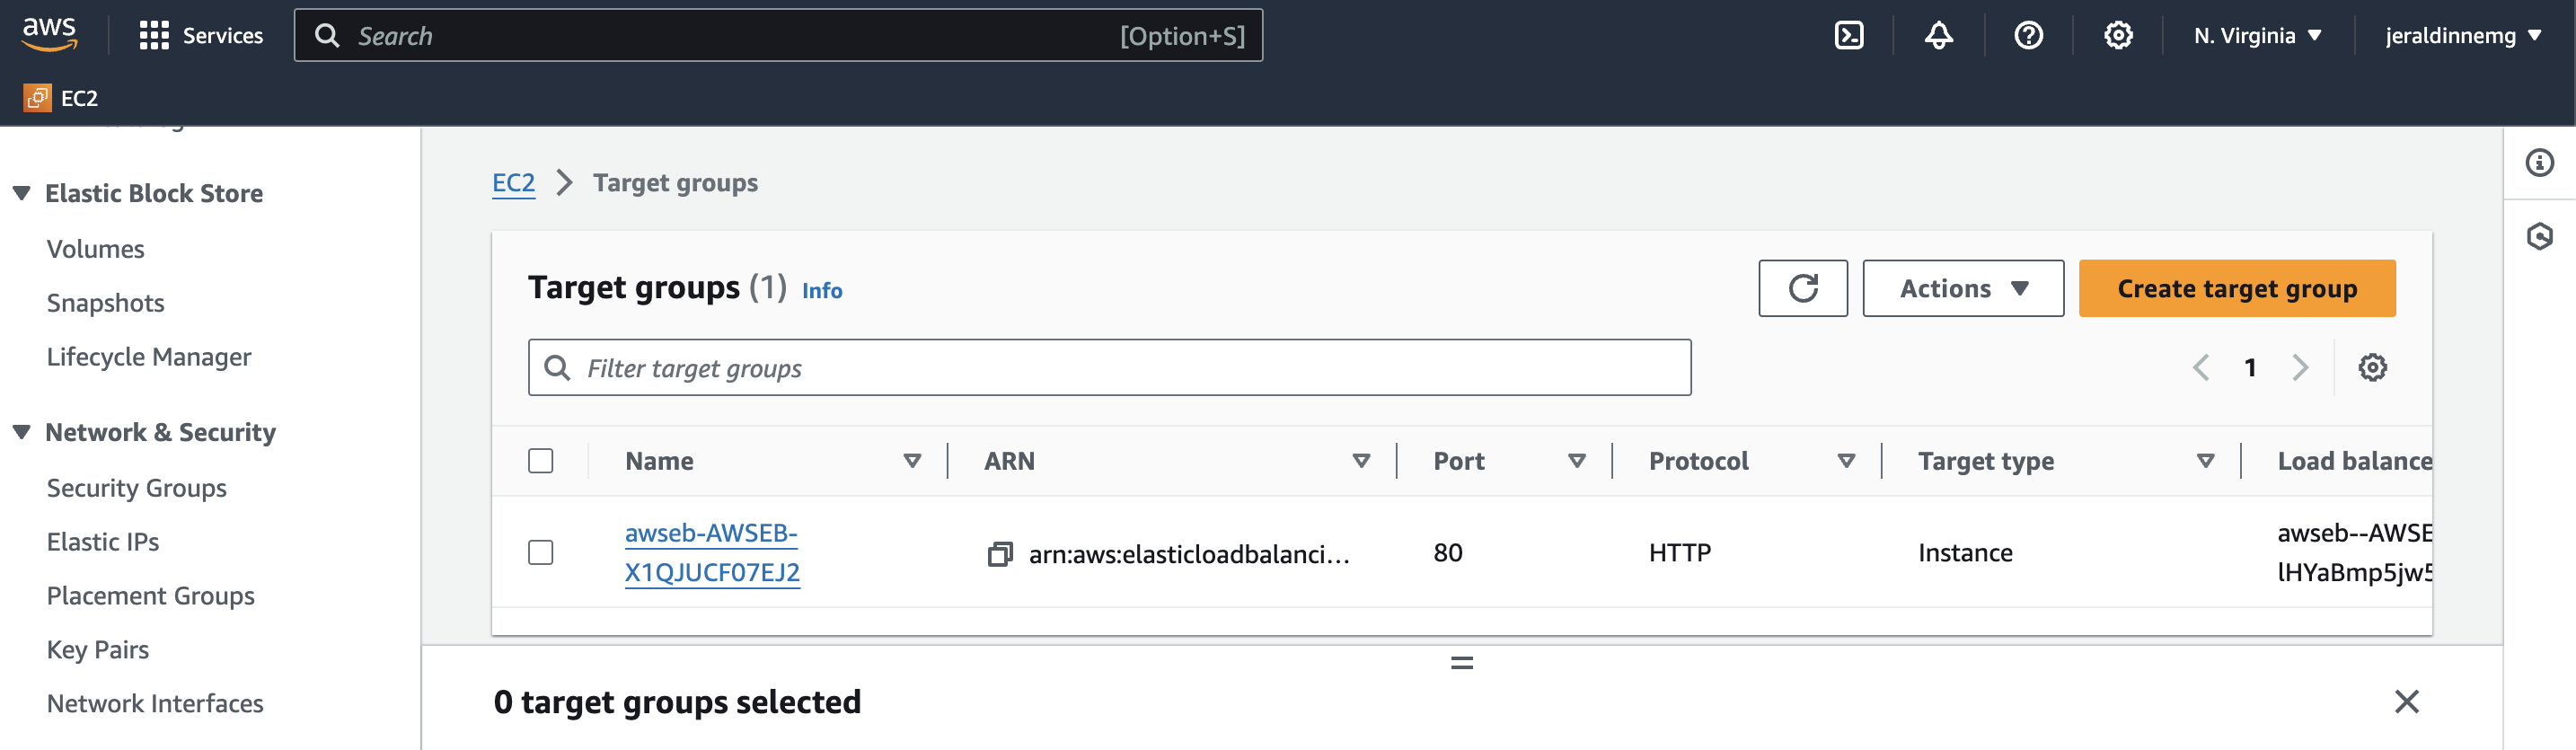 aws
Services
Search
[Option+S]
N. Virginia
jeraldinnemg
EC2
Elastic Block Store
Volumes
Snapshots
Lifecycle Manager
Network & Security
Security Groups
Elastic IPs
Placement Groups
Key Pairs
Network Interfaces
EC2 > Target groups
Target groups (1) Info
Actions
Create target group
Filter target groups
1
Name
ARN
Port
Protocol
Target type
Load balance
awseb-AWSEB-
X1QJUCF07EJ2
arn:aws:elasticloadbalanci...
80
HTTP
Instance
awseb--AWSE
lHYaBmp5jw5
0 target groups selected